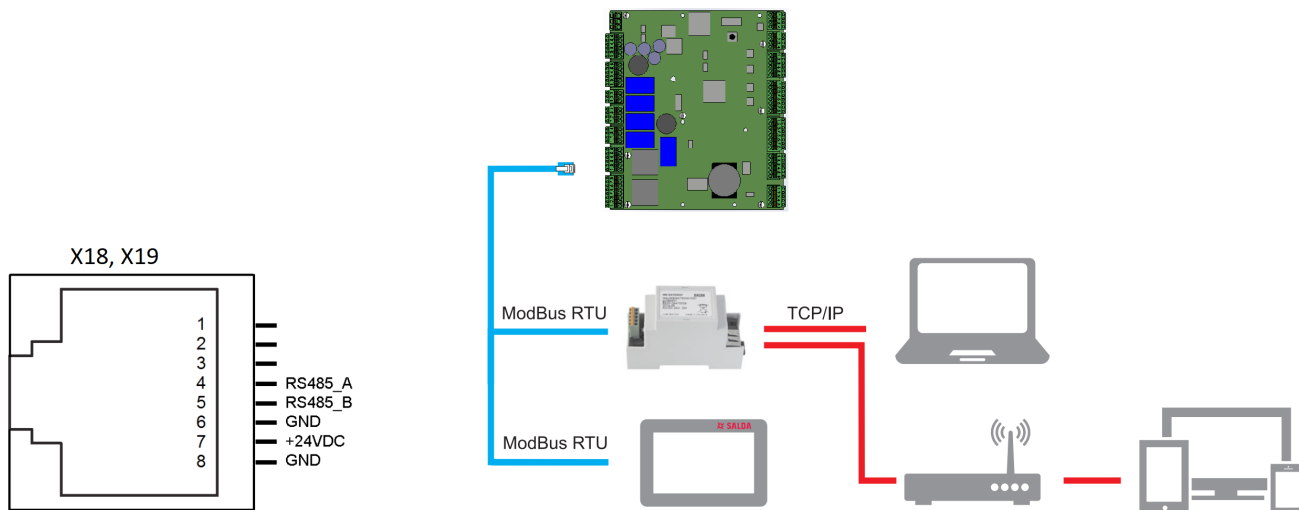 X18, X19
1
2
3
4 RS485_A
5 RS485_B
6 GND
7 +24VDC
8 GND
ModBus RTU
SALDA
TCP/IP
ModBus RTU
SALDA